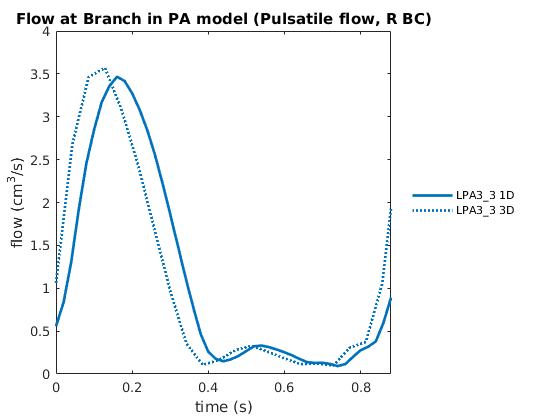 Flow at Branch in PA model (Pulsatile flow, R BC)
4
3.5
3
2.5
2
1.5
1
0.5
0
flow (cm³/s)
0 0.2 0.4 0.6 0.8
time (s)
LPA3_3 1D
LPA3_3 3D